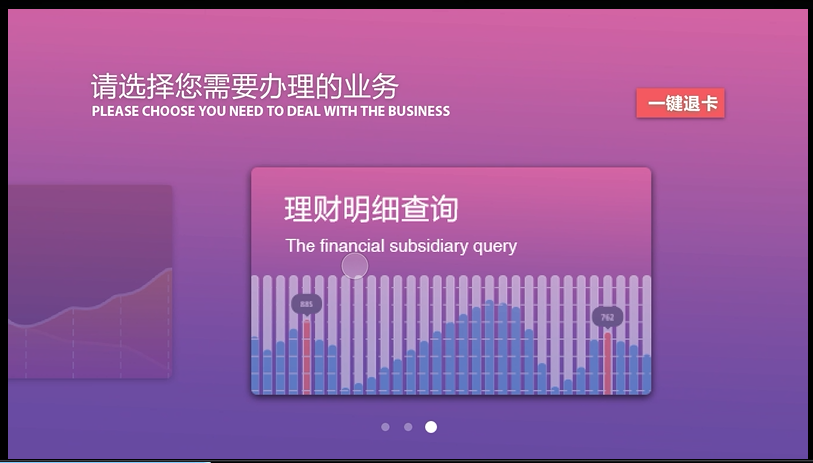 请选择您需要办理的业务
PLEASE CHOOSE YOU NEED TO DEAL WITH THE BUSINESS
一键退卡
理财明细查询
The financial subsidiary query
885
762